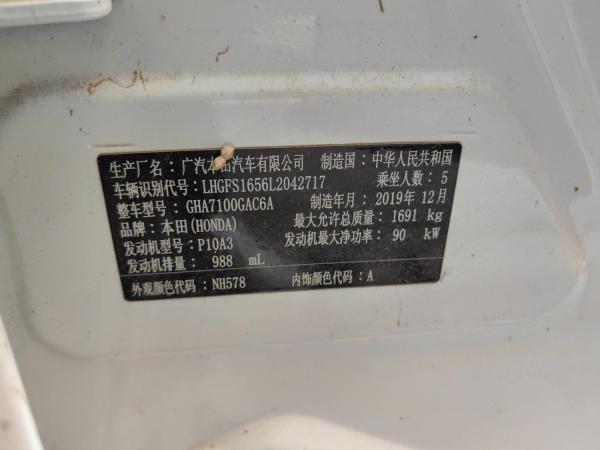 生产厂名：广汽本田汽车有限公司 制造国：中华人民共和国
车辆识别代号：LHGFS1656L2042717 乘坐人数：5
整车型号：GHA7100GAC6A 制造年月：2019年12月
品牌：本田(HONDA) 最大允许总质量：1691 kg
发动机型号：P10A3 发动机最大净功率：90 kW
发动机排量：988 mL
外观颜色代码：NH578 内饰颜色代码：A